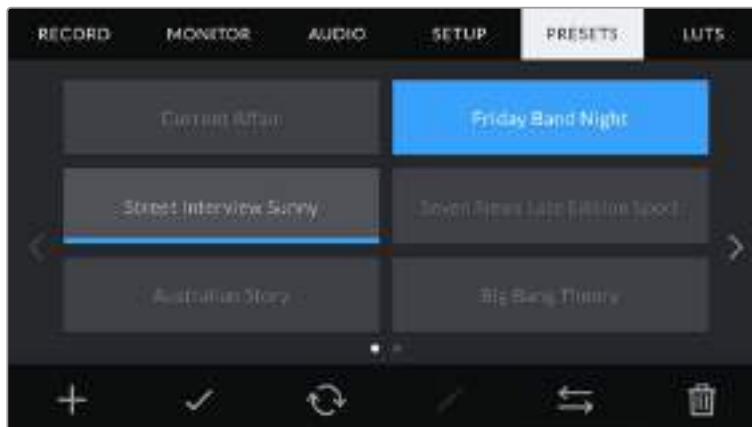 RECORD MONITOR AUDIO SETUP PRESETS LUTS
Current Affair Friday Band Night
Street Interview Sunny Seven News Late Edition Sport
Australian Story Big Bang Theory